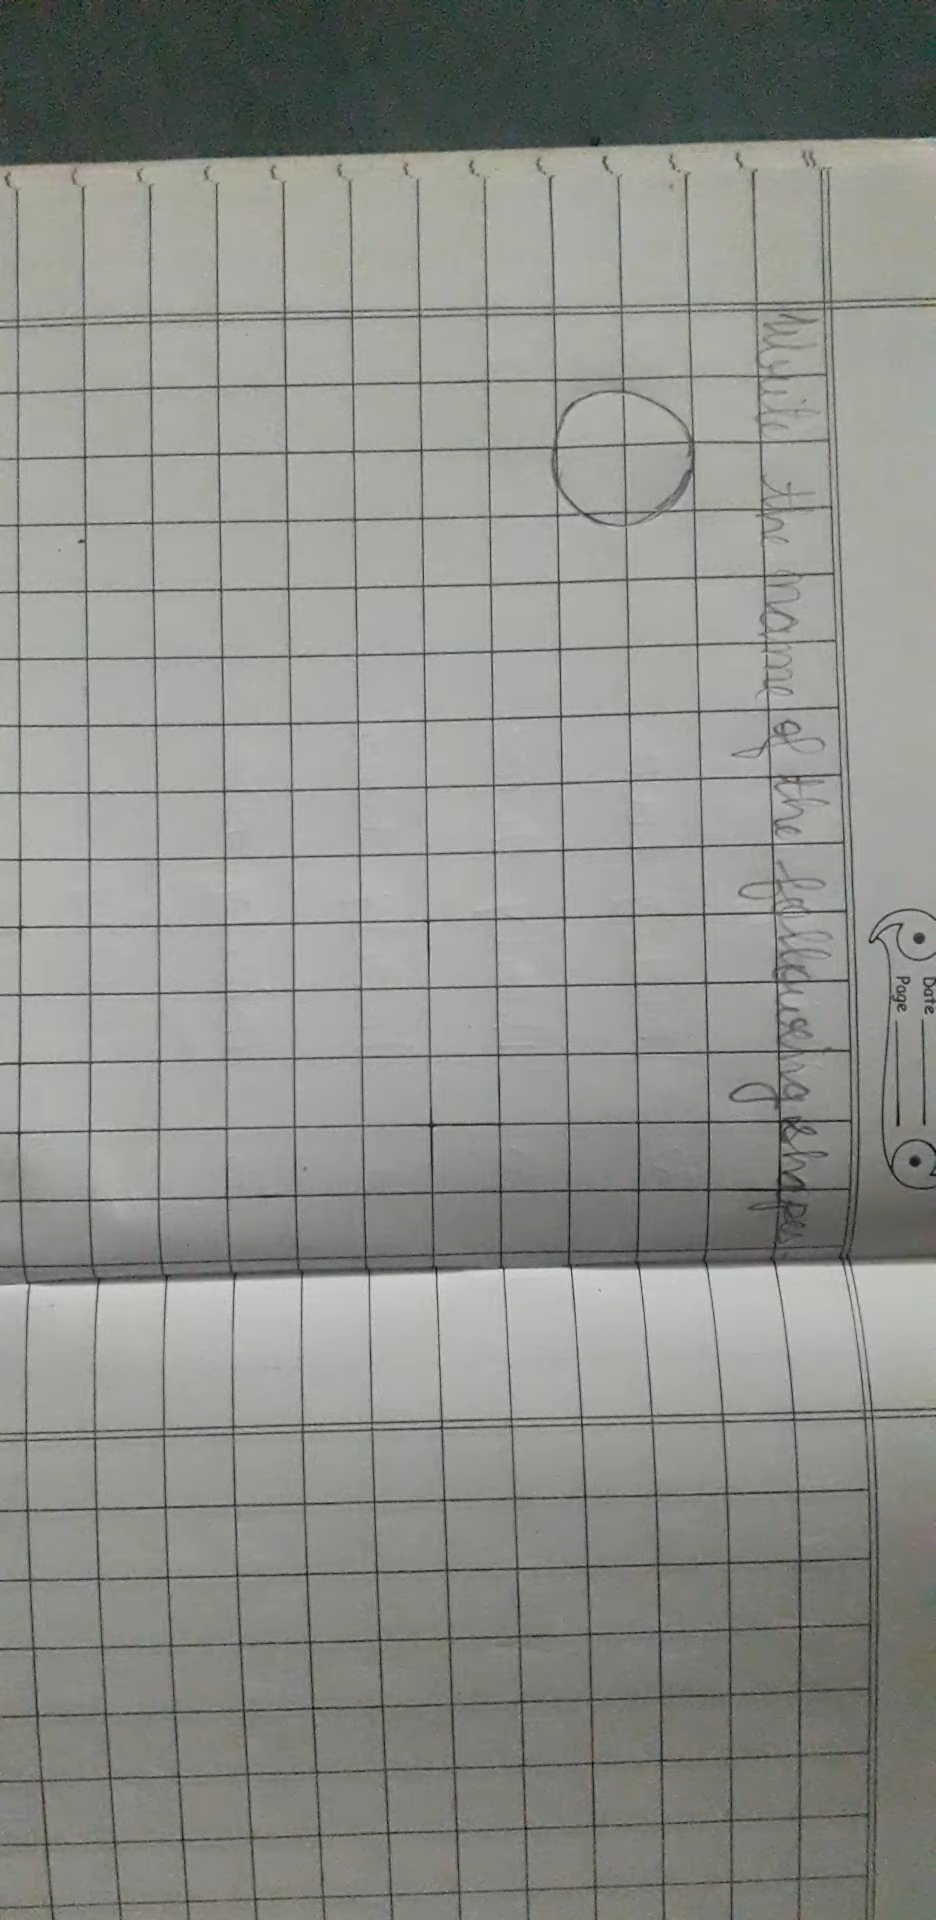 Date
Page
Write the name of the following shapes.